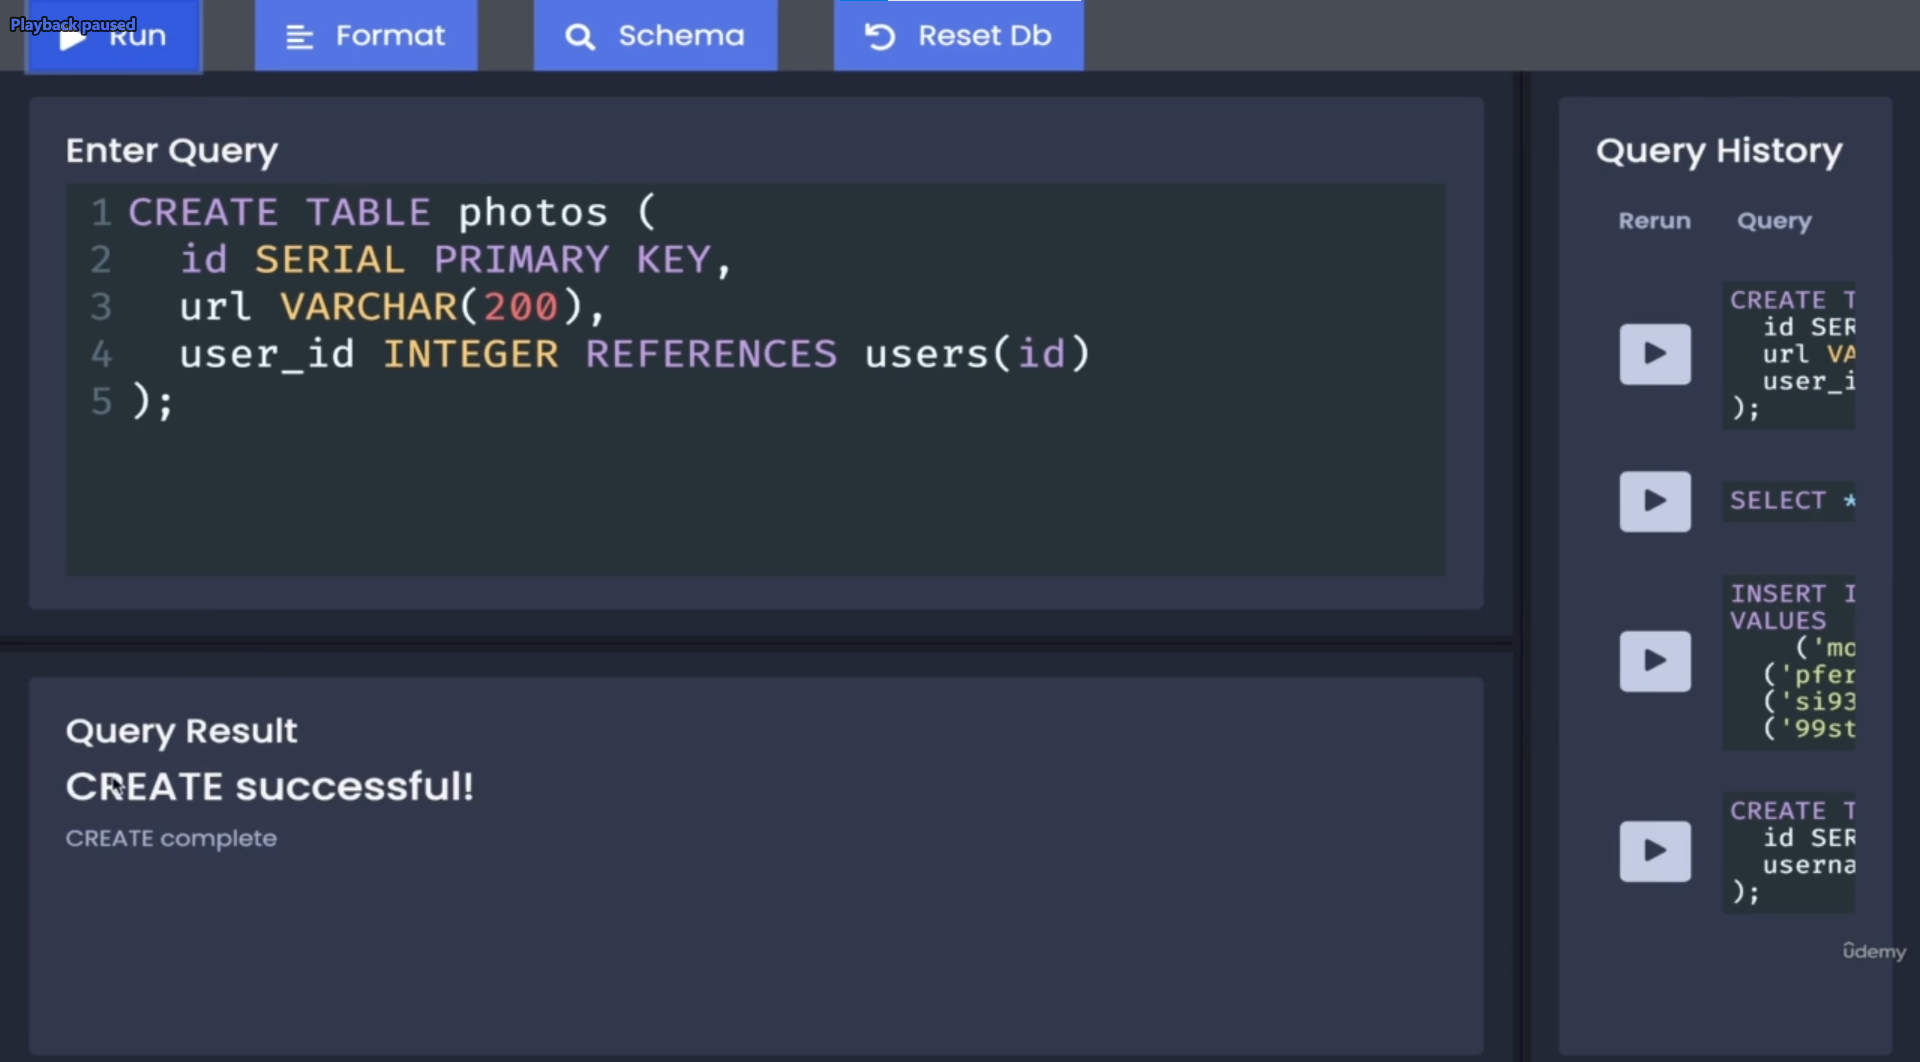 Playback paused
Run
Format
Schema
Reset Db
Enter Query
1 CREATE TABLE photos (
2 id SERIAL PRIMARY KEY,
3 url VARCHAR(200),
4 user_id INTEGER REFERENCES users(id)
5 );
Query Result
CREATE successful!
CREATE complete
Query History
Rerun Query
CREATE T
id SER
url VA
user_i
);
SELECT *
INSERT I
VALUES
('mo
('pfer
('si93
('99st
CREATE T
id SER
userna
);
ûdemy